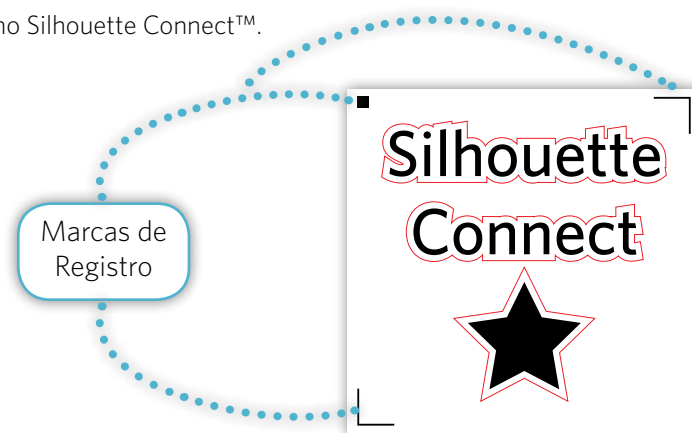 no Silhouette Connect™.
Silhouette
Connect
Marcas de
Registro